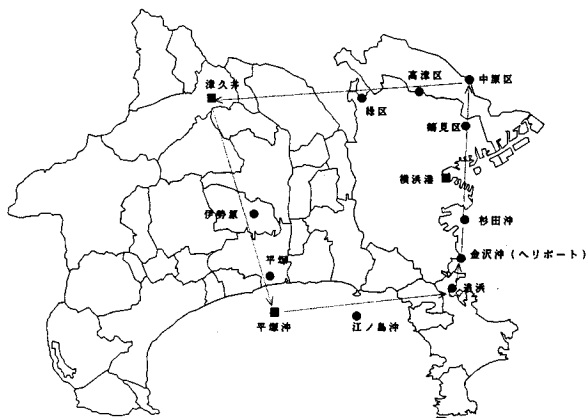 高津区
中原区
津久井
緑区
鶴見区
横浜港
伊勢原
杉田沖
金沢沖(ヘリポート)
平塚
追浜
平塚沖
江ノ島沖